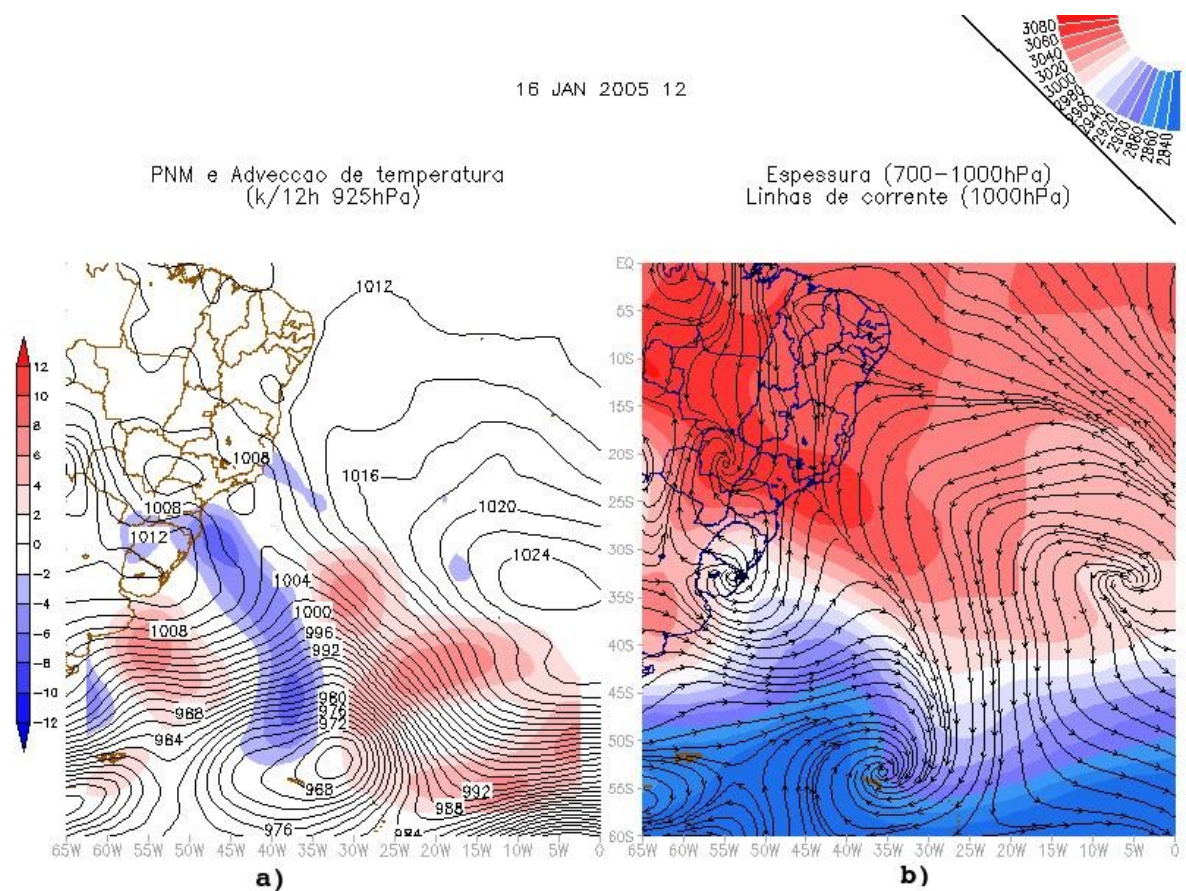 3080
3060
3040
3020
3000
2980
2960
2940
2920
2900
2880
2860
2840
16 JAN 2005 12
PNM e Adveccao de temperatura
(k/12h 925hPa)
Espessura (700-1000hPa)
Linhas de corrente (1000hPa)
12
10
8
6
4
2
0
-2
-4
-6
-8
-10
-12
1012
1008
1016
1020
1008
1012
1024
1004
1000
1008
996
992
980
976
972
988
984
968
992
988
976
984
65W 60W 55W 50W 45W 40W 35W 30W 25W 20W 15W 10W 5W 0
a)
EQ
5S
10S
15S
20S
25S
30S
35S
40S
45S
50S
55S
60S
65W 60W 55W 50W 45W 40W 35W 30W 25W 20W 15W 10W 5W 0
b)